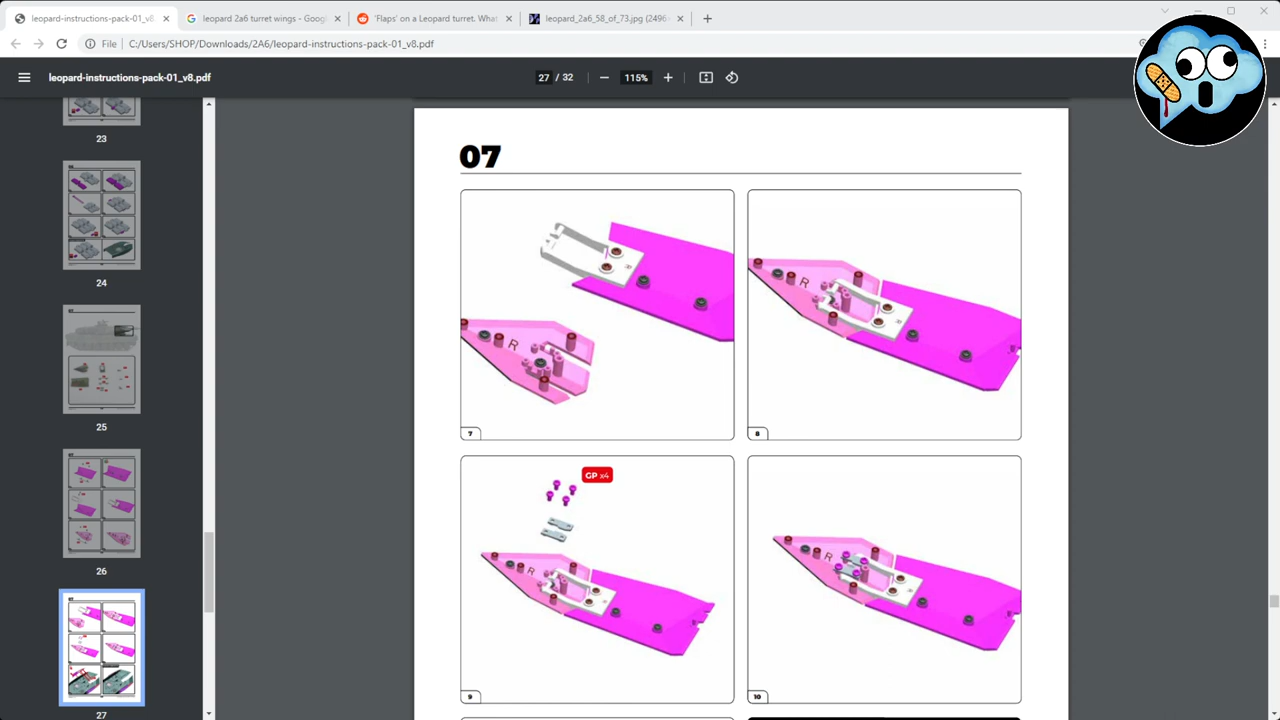 leopard-instructions-pack-01_v8
leopard 2a6 turret wings - Goog
'Flaps' on a Leopard turret. What
leopard_2a6_58_of_73.jpg (2496×
File
C:/Users/SHOP/Downloads/2A6/leopard-instructions-pack-01_v8.pdf
leopard-instructions-pack-01_v8.pdf
27 / 32
115%
23
24
25
26
27
07
R
R
7
8
GP x4
R
R
9
10